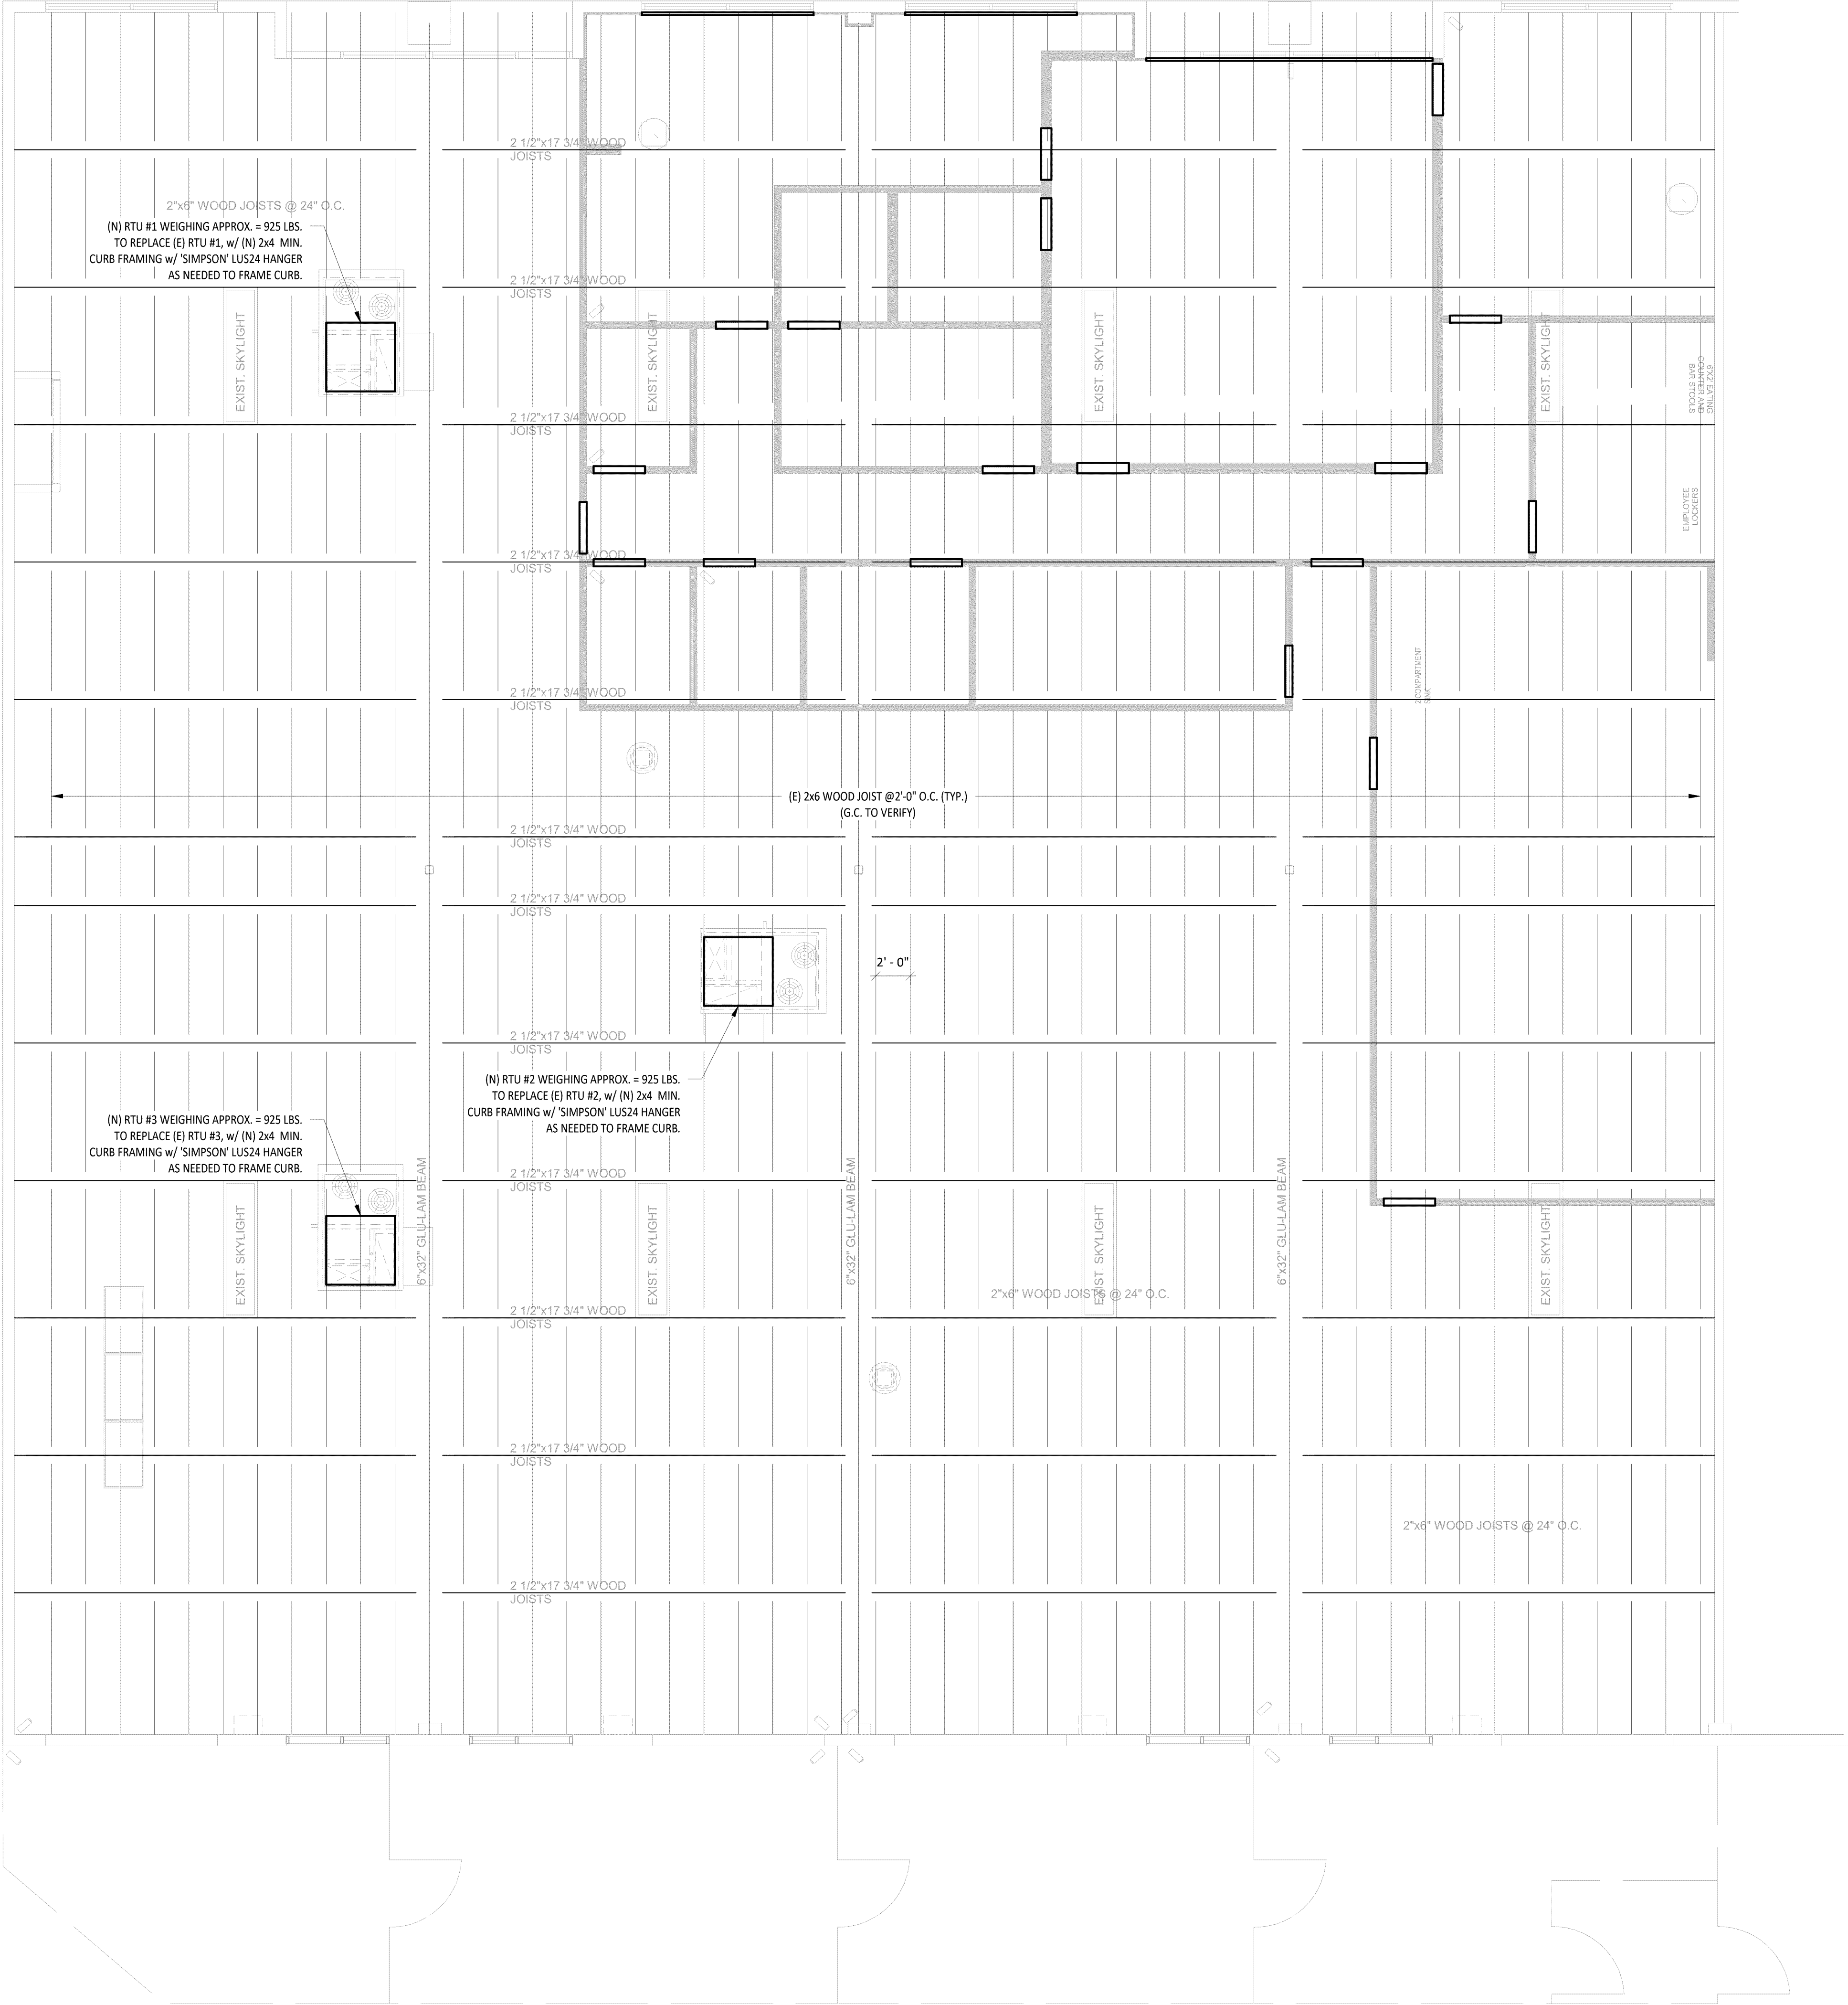 2 1/2"x17 3/4" WOOD
JOISTS
2"x6" WOOD JOISTS @ 24" O.C.
(N) RTU #1 WEIGHING APPROX. = 925 LBS.
TO REPLACE (E) RTU #1, w/ (N) 2x4 MIN.
CURB FRAMING w/ 'SIMPSON' LUS24 HANGER
AS NEEDED TO FRAME CURB.
2 1/2"x17 3/4" WOOD
JOISTS
EXIST. SKYLIGHT
EXIST. SKYLIGHT
EXIST. SKYLIGHT
EXIST. SKYLIGHT
6'X2' EATING
COUNTER AND
BAR STOOLS
2 1/2"x17 3/4" WOOD
JOISTS
EMPLOYEE
LOCKERS
2 1/2"x17 3/4" WOOD
JOISTS
2 COMPARTMENT
SINK
2 1/2"x17 3/4" WOOD
JOISTS
(E) 2x6 WOOD JOIST @2'-0" O.C. (TYP.)
(G.C. TO VERIFY)
2 1/2"x17 3/4" WOOD
JOISTS
2 1/2"x17 3/4" WOOD
JOISTS
2' - 0"
2 1/2"x17 3/4" WOOD
JOISTS
(N) RTU #2 WEIGHING APPROX. = 925 LBS.
TO REPLACE (E) RTU #2, w/ (N) 2x4 MIN.
CURB FRAMING w/ 'SIMPSON' LUS24 HANGER
AS NEEDED TO FRAME CURB.
(N) RTU #3 WEIGHING APPROX. = 925 LBS.
TO REPLACE (E) RTU #3, w/ (N) 2x4 MIN.
CURB FRAMING w/ 'SIMPSON' LUS24 HANGER
AS NEEDED TO FRAME CURB.
2 1/2"x17 3/4" WOOD
JOISTS
6"x32" GLU-LAM BEAM
6"x32" GLU-LAM BEAM
6"x32" GLU-LAM BEAM
EXIST. SKYLIGHT
EXIST. SKYLIGHT
EXIST. SKYLIGHT
EXIST. SKYLIGHT
2"x6" WOOD JOISTS @ 24" O.C.
2 1/2"x17 3/4" WOOD
JOISTS
2 1/2"x17 3/4" WOOD
JOISTS
2"x6" WOOD JOISTS @ 24" O.C.
2 1/2"x17 3/4" WOOD
JOISTS